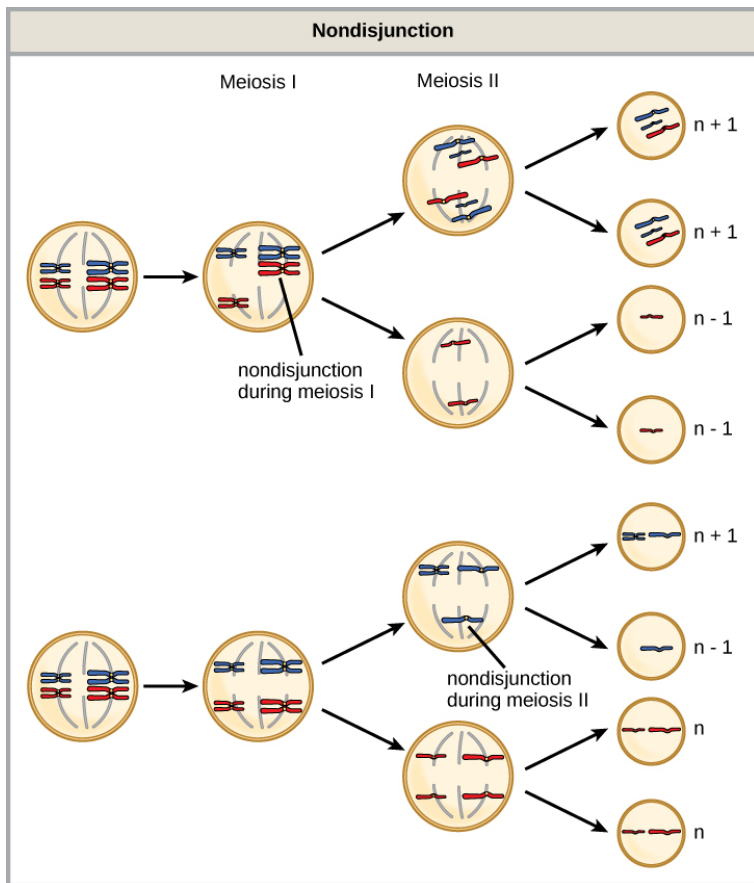 Nondisjunction
Meiosis I
Meiosis II
n + 1
n + 1
nondisjunction
during meiosis I
n - 1
n - 1
n + 1
n - 1
nondisjunction
during meiosis II
n
n